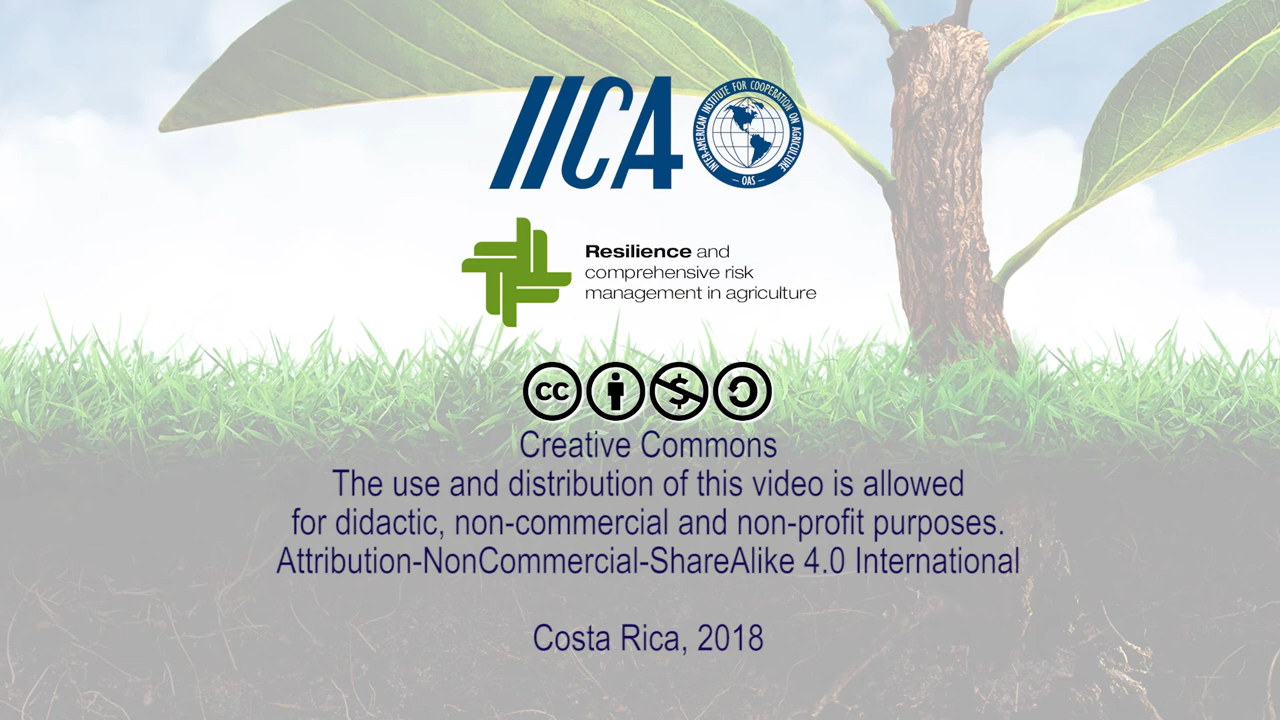 IICA
INTER-AMERICAN INSTITUTE FOR COOPERATION ON AGRICULTURE
– OAS –
Resilience and
comprehensive risk
management in agriculture
cc
Creative Commons
The use and distribution of this video is allowed
for didactic, non-commercial and non-profit purposes.
Attribution-NonCommercial-ShareAlike 4.0 International
Costa Rica, 2018